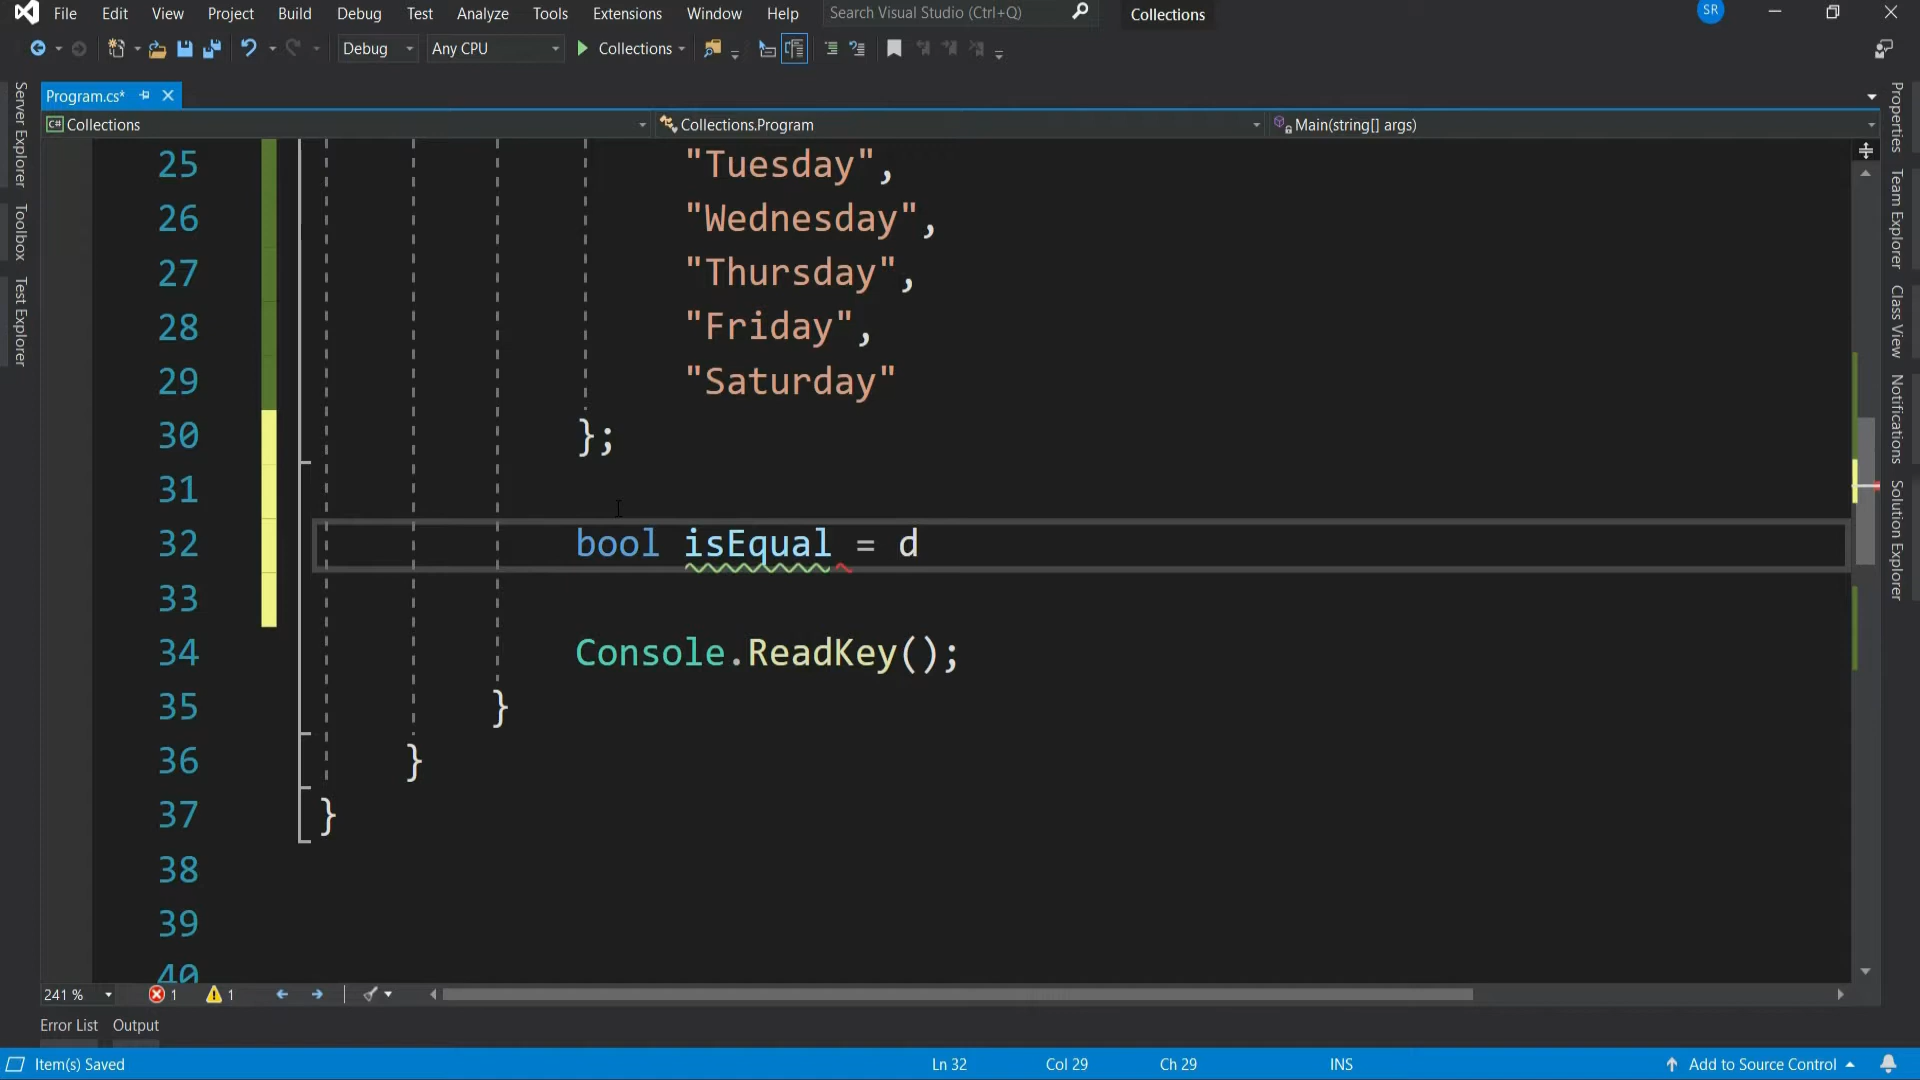 File Edit View Project Build Debug Test Analyze Tools Extensions Window Help Search Visual Studio (Ctrl+Q) Collections SR
Debug Any CPU Collections
Program.cs*
C# Collections Collections.Program Main(string[] args)
Server Explorer
Toolbox
Test Explorer
25 "Tuesday",
26 "Wednesday",
27 "Thursday",
28 "Friday",
29 "Saturday"
30 };
31
32 bool isEqual = d
33
34 Console.ReadKey();
35 }
36 }
37 }
38
39
40
Properties
Team Explorer
Class View
Notifications
Solution Explorer
241 % 1 1
Error List Output
Item(s) Saved Ln 32 Col 29 Ch 29 INS Add to Source Control